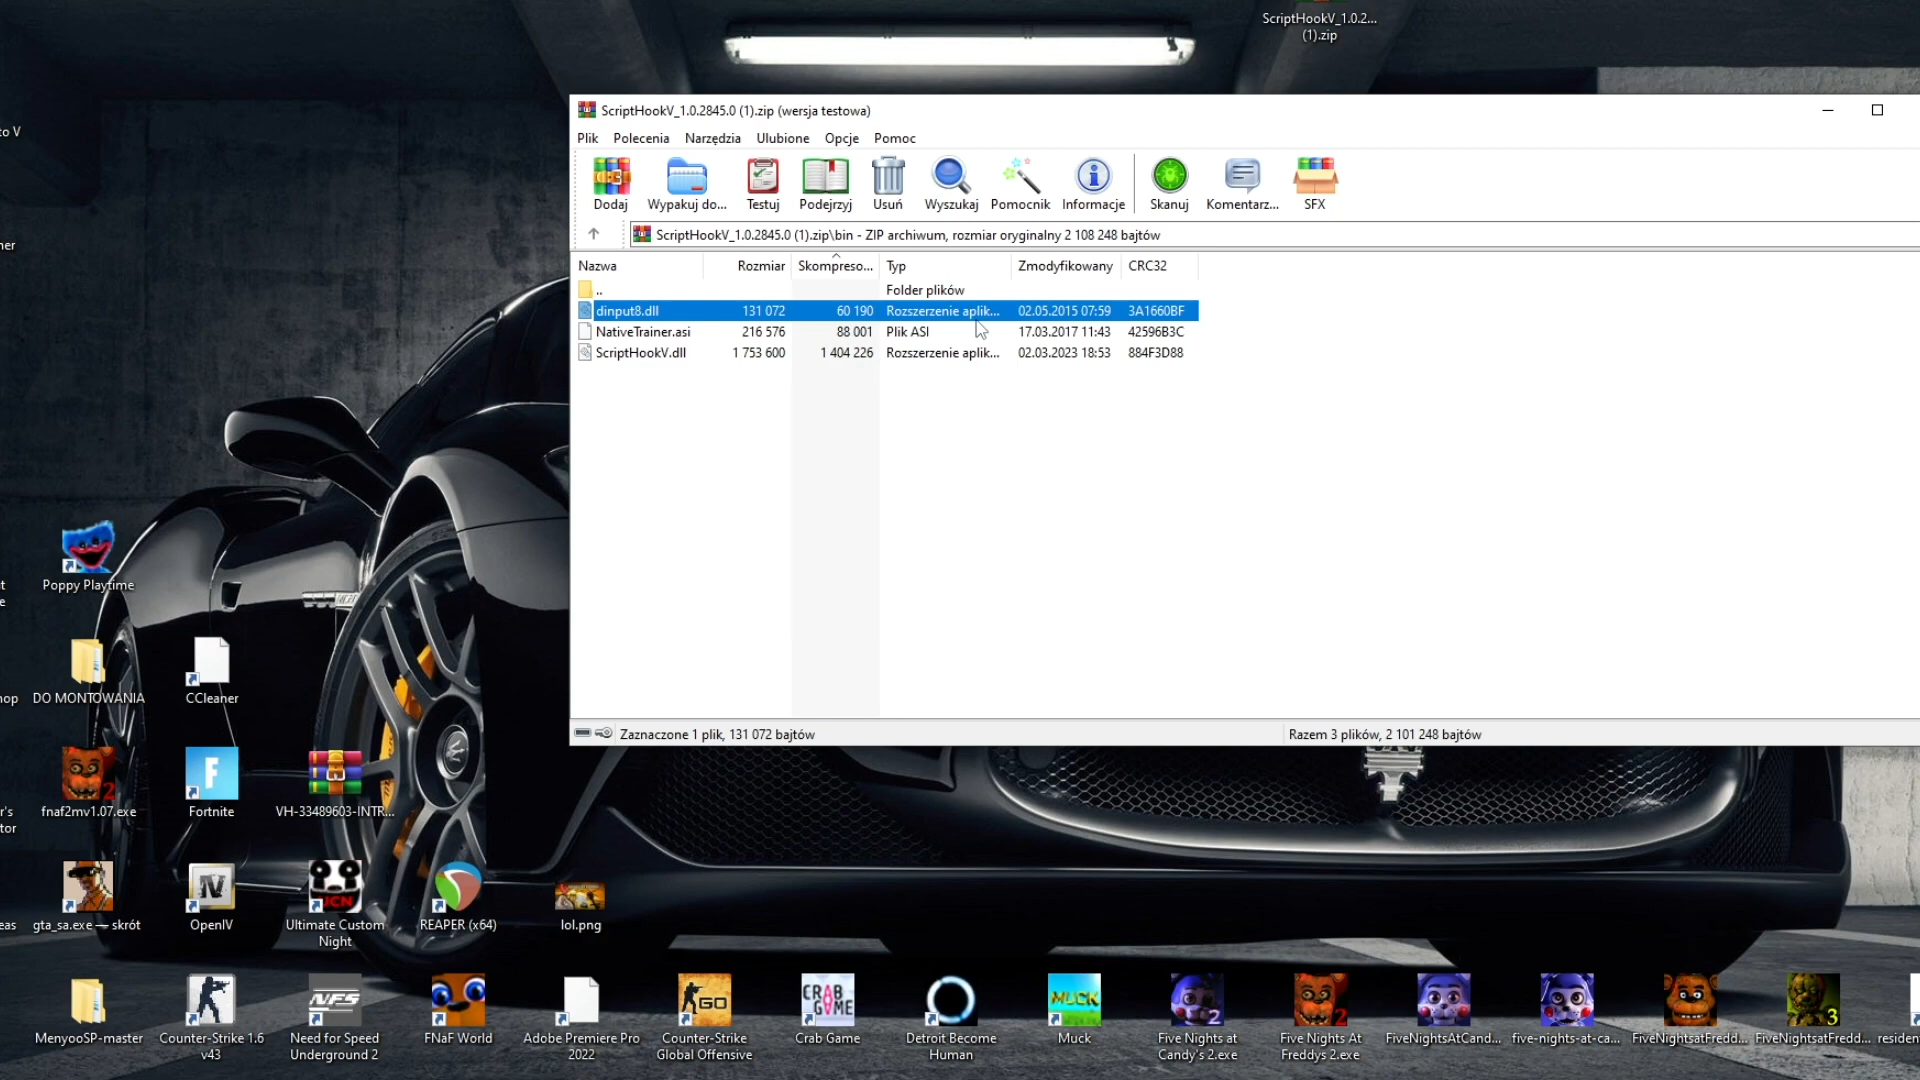 ScriptHookV_1.0.2...
(1).zip
to V
ner
ScriptHookV_1.0.2845.0 (1).zip (wersja testowa)
Plik Polecenia Narzędzia Ulubione Opcje Pomoc
Dodaj Wypakuj do... Testuj Podejrzyj Usuń Wyszukaj Pomocnik Informacje Skanuj Komentarz... SFX
ScriptHookV_1.0.2845.0 (1).zip\bin - ZIP archiwum, rozmiar oryginalny 2 108 248 bajtów
Nazwa Rozmiar Skompreso... Typ Zmodyfikowany CRC32
.. Folder plików
dinput8.dll 131 072 60 190 Rozszerzenie aplik... 02.05.2015 07:59 3A1660BF
NativeTrainer.asi 216 576 88 001 Plik ASI 17.03.2017 11:43 42596B3C
ScriptHookV.dll 1 753 600 1 404 226 Rozszerzenie aplik... 02.03.2023 18:53 884F3D88
Zaznaczone 1 plik, 131 072 bajtów Razem 3 plików, 2 101 248 bajtów
t
e
Poppy Playtime
hop DO MONTOWANIA CCleaner
r's
tor
fnaf2mv1.07.exe Fortnite VH-33489603-INTR...
eas gta_sa.exe — skrót OpenIV Ultimate Custom
Night
REAPER (x64) lol.png
MenyooSP-master Counter-Strike 1.6
v43
Need for Speed
Underground 2
FNaF World Adobe Premiere Pro
2022
Counter-Strike
Global Offensive
Crab Game Detroit Become
Human
Muck Five Nights at
Candy's 2.exe
Five Nights At
Freddys 2.exe
FiveNightsAtCand... five-nights-at-ca... FiveNightsatFredd... FiveNightsatFredd... residen